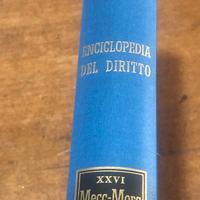 ENCICLOPEDIA
DEL DIRITTO
XXVI
Mecc-Mora